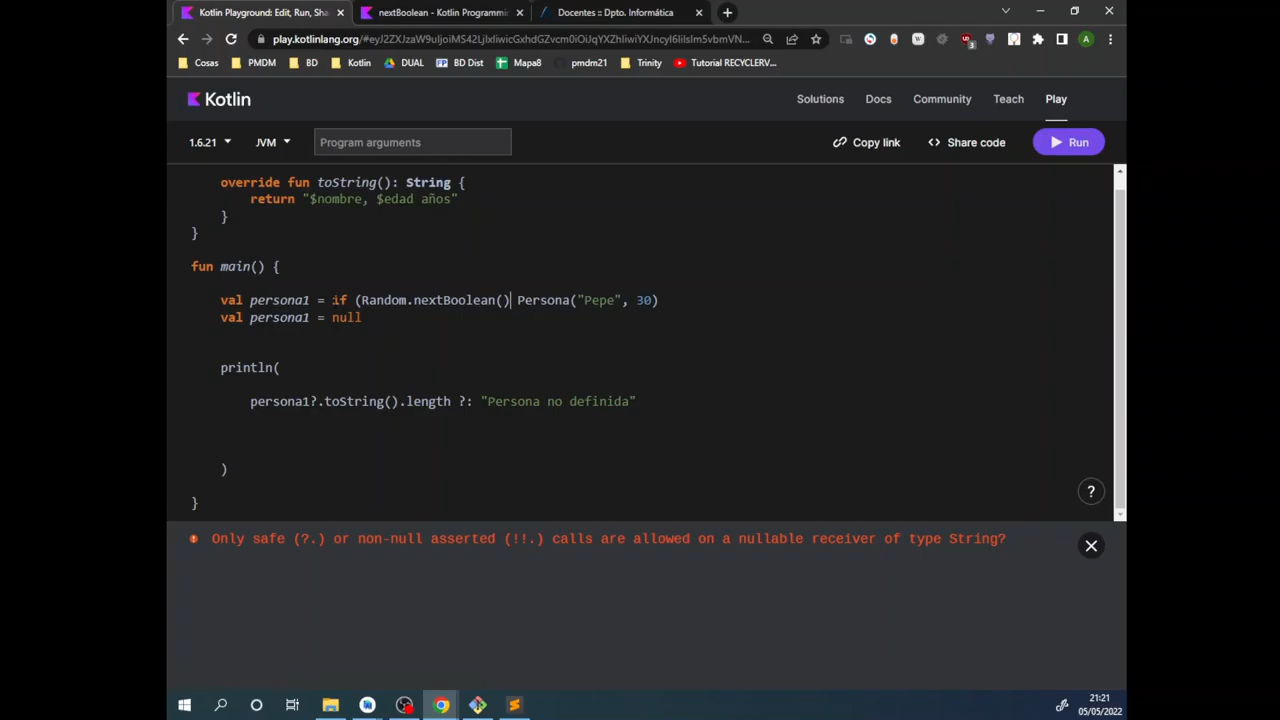 Kotlin Playground: Edit, Run, Sha
nextBoolean - Kotlin Programmin
Docentes :: Dpto. Informática
play.kotlinlang.org/#eyJ2ZXJzaW9uIjoiMS42LjIxIiwicGxhdGZvcm0iOiJqYXZhIiwiYXJncyI6IiIsIm5vbmVN...
Cosas
PMDM
BD
Kotlin
DUAL
BD Dist
Mapa8
pmdm21
Trinity
Tutorial RECYCLERV...
Kotlin
Solutions
Docs
Community
Teach
Play
1.6.21
JVM
Program arguments
Copy link
Share code
Run
override fun toString(): String {
return "$nombre, $edad años"
}
}
fun main() {
val persona1 = if (Random.nextBoolean() Persona("Pepe", 30)
val persona1 = null
println(
persona1?.toString().length ?: "Persona no definida"
)
}
?
Only safe (?.) or non-null asserted (!!.) calls are allowed on a nullable receiver of type String?
21:21
05/05/2022